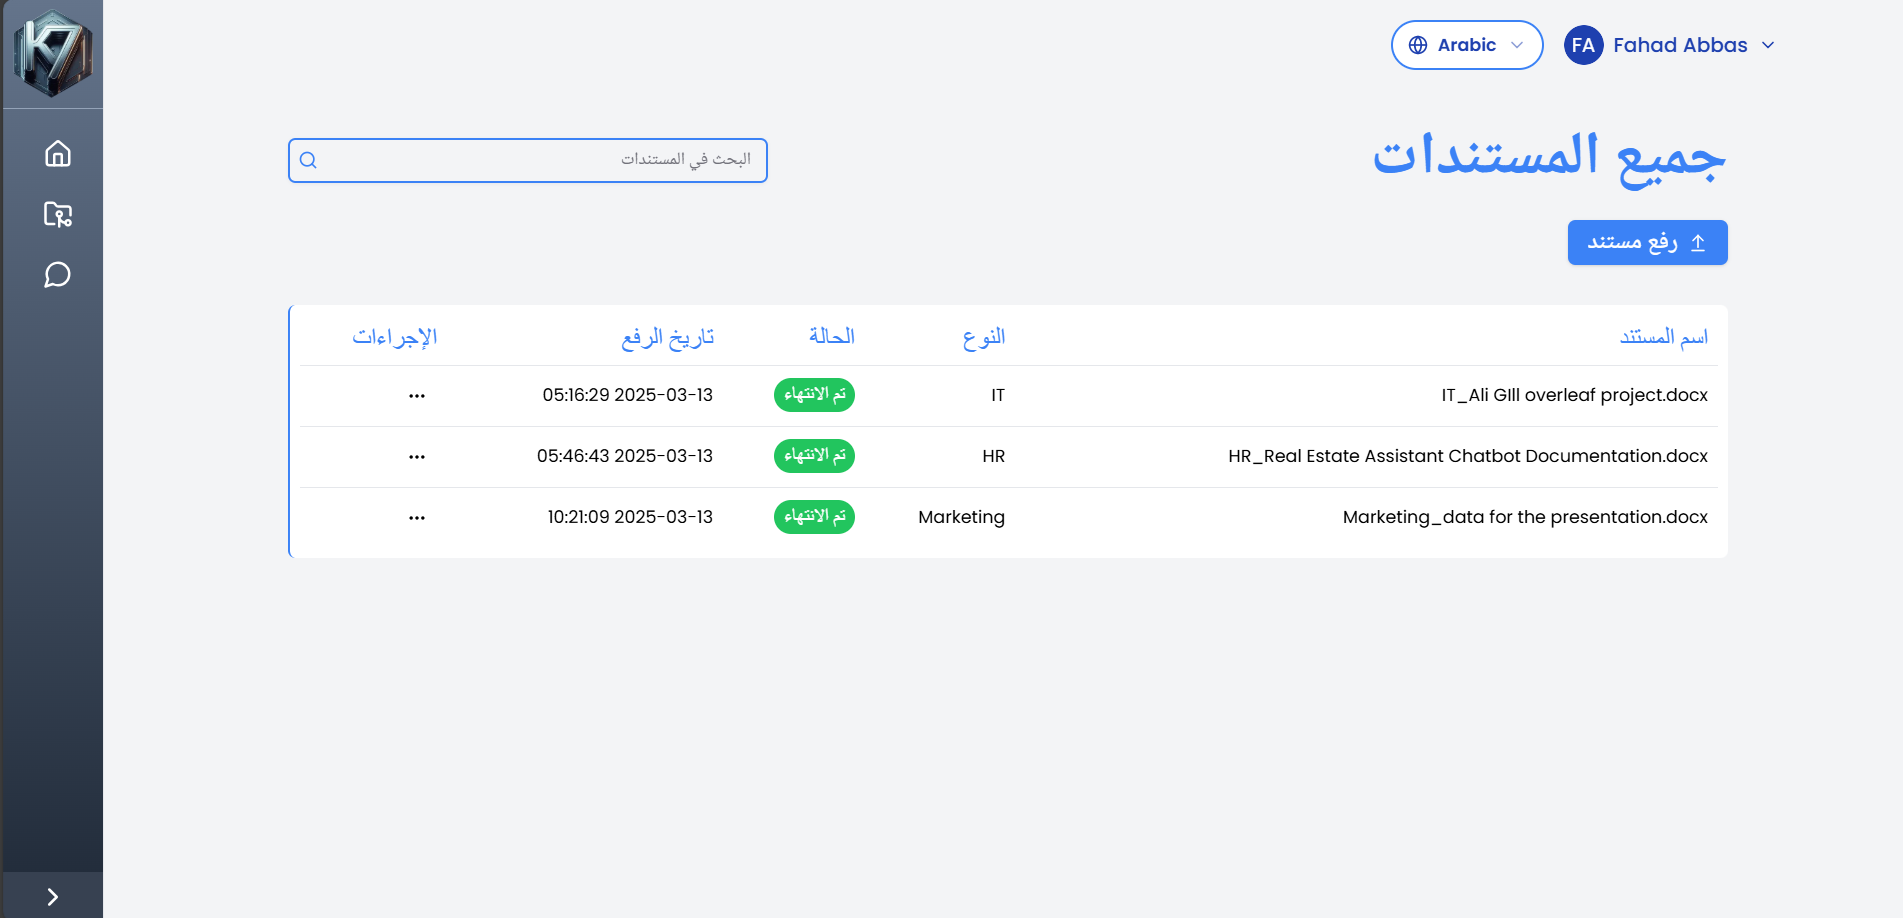 K7
Arabic
FA Fahad Abbas
جميع المستندات
البحث في المستندات
رفع مستند
اسم المستند النوع الحالة تاريخ الرفع الإجراءات
IT_Ali GIll overleaf project.docx IT تم الانتهاء 05:16:29 2025-03-13
HR_Real Estate Assistant Chatbot Documentation.docx HR تم الانتهاء 05:46:43 2025-03-13
Marketing_data for the presentation.docx Marketing تم الانتهاء 10:21:09 2025-03-13